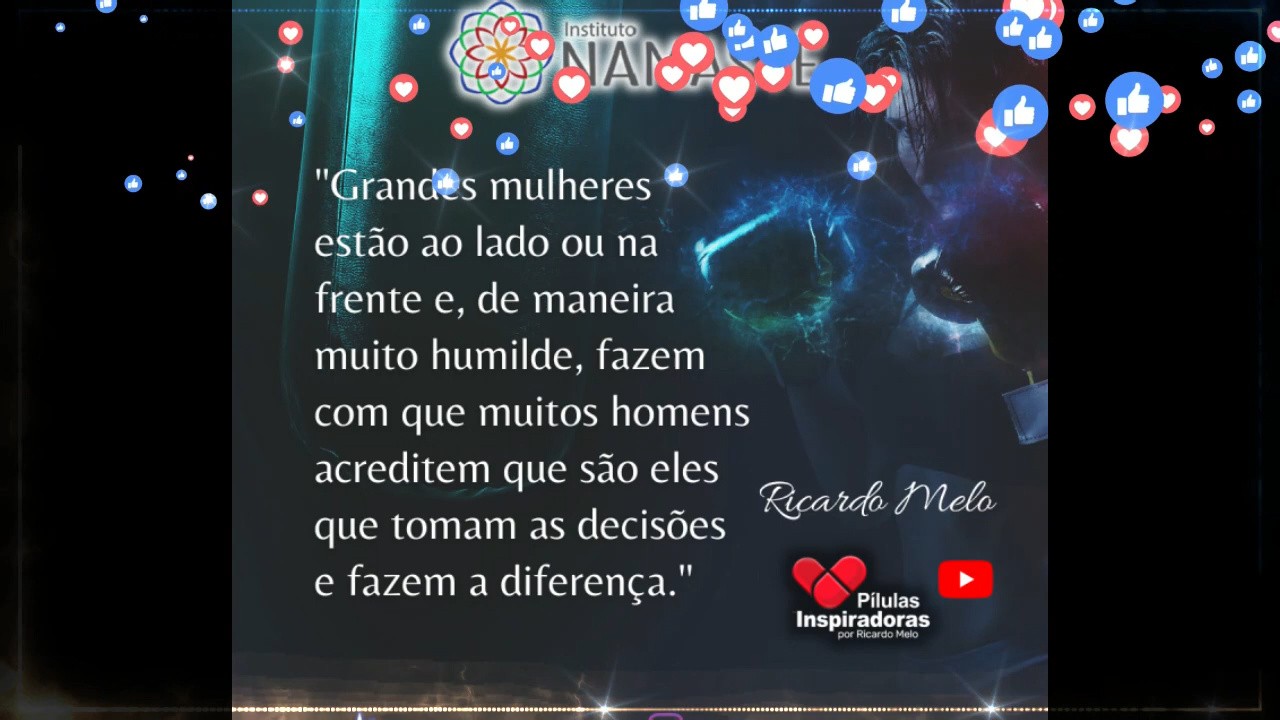 Instituto
NAMASTE
"Grandes mulheres
estão ao lado ou na
frente e, de maneira
muito humilde, fazem
com que muitos homens
acreditem que são eles
que tomam as decisões
e fazem a diferença."
Ricardo Melo
Pílulas
Inspiradoras
por Ricardo Melo